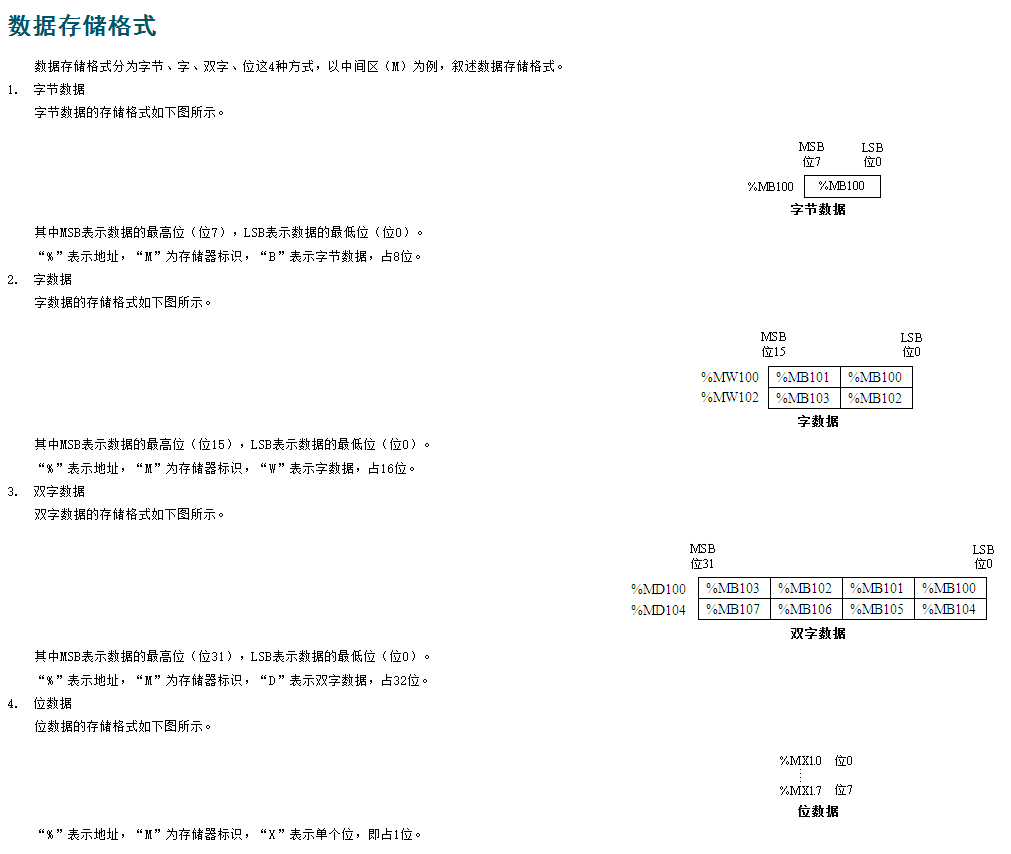 数据存储格式
数据存储格式分为字节、字、双字、位这4种方式，以中间区（M）为例，叙述数据存储格式。
1. 字节数据
字节数据的存储格式如下图所示。
MSB LSB
位7 位0
%MB100 %MB100
字节数据
其中MSB表示数据的最高位（位7），LSB表示数据的最低位（位0）。
“%”表示地址，“M”为存储器标识，“B”表示字节数据，占8位。
2. 字数据
字数据的存储格式如下图所示。
MSB LSB
位15 位0
%MW100 %MB101 %MB100
%MW102 %MB103 %MB102
字数据
其中MSB表示数据的最高位（位15），LSB表示数据的最低位（位0）。
“%”表示地址，“M”为存储器标识，“W”表示字数据，占16位。
3. 双字数据
双字数据的存储格式如下图所示。
MSB LSB
位31 位0
%MD100 %MB103 %MB102 %MB101 %MB100
%MD104 %MB107 %MB106 %MB105 %MB104
双字数据
其中MSB表示数据的最高位（位31），LSB表示数据的最低位（位0）。
“%”表示地址，“M”为存储器标识，“D”表示双字数据，占32位。
4. 位数据
位数据的存储格式如下图所示。
%MX1.0 位0
%MX1.7 位7
位数据
“%”表示地址，“M”为存储器标识，“X”表示单个位，即占1位。